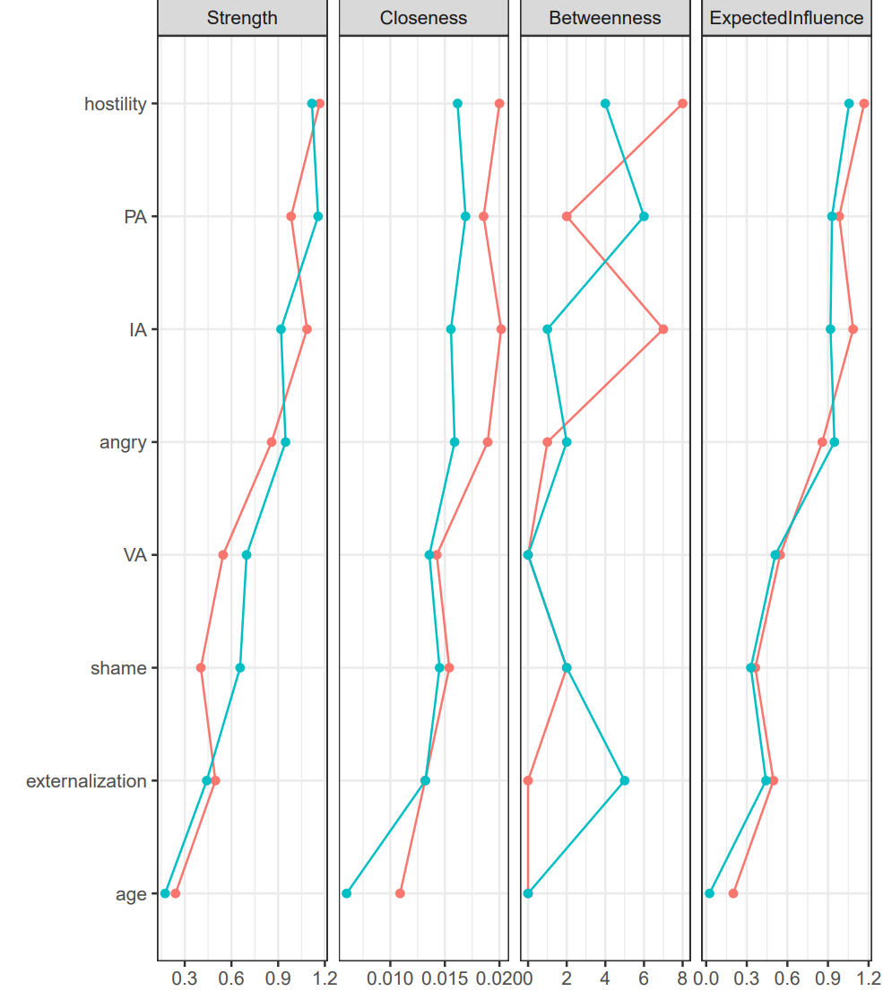 Strength Closeness Betweenness ExpectedInfluence
hostility
PA
IA
angry
VA
shame
externalization
age
0.3 0.6 0.9 1.2 0.010 0.015 0.0200 0 2 4 6 8 0.0 0.3 0.6 0.9 1.2